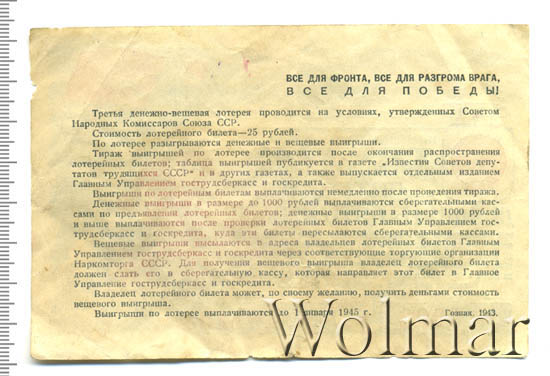 ВСЕ ДЛЯ ФРОНТА, ВСЕ ДЛЯ РАЗГРОМА ВРАГА,
ВСЕ ДЛЯ ПОБЕДЫ!
Третья денежно-вещевая лотерея проводится на условиях, утвержденных Советом
Народных Комиссаров Союза ССР.
Стоимость лотерейного билета—25 рублей.
По лотерее разыгрываются денежные и вещевые выигрыши.
Тираж выигрышей по лотерее производится после окончания распространения
лотерейных билетов; таблица выигрышей публикуется в газете „Известия Советов депу-
татов трудящихся СССР" и в других газетах, а также выпускается отдельным изданием
Главным Управлением гострудсберкасс и госкредита.
Выигрыши по лотерейным билетам выплачиваются немедленно после проведения тиража.
Денежные выигрыши в размере до 1000 рублей выплачиваются сберегательными кас-
сами по предъявлении лотерейных билетов; денежные выигрыши в размере 1000 рублей
и выше выплачиваются после проверки лотерейных билетов Главным Управлением гос-
трудсберкасс и госкредита, куда эти билеты пересылаются сберегательными кассами.
Вещевые выигрыши высылаются в адреса владельцев лотерейных билетов Главным
Управлением гострудсберкасс и госкредита через соответствующие торгующие организации
Наркомторга СССР. Для получения вещевого выигрыша владелец лотерейного билета
должен сдать его в сберегательную кассу, которая направляет этот билет в Главное
Управление гострудсберкасс и госкредита.
Владелец лотерейного билета может, по своему желанию, получить деньгами стоимость
вещевого выигрыша.
Выигрыши по лотерее выплачиваются до 1 января 1945 г.
Гознак. 1943.
Wolmar